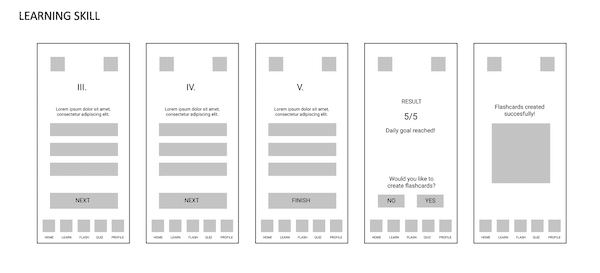 LEARNING SKILL
III.
Lorem ipsum dolor sit amet,
consectetur adipiscing elit.
NEXT
HOME LEARN FLASH QUIZ PROFILE
IV.
Lorem ipsum dolor sit amet,
consectetur adipiscing elit.
NEXT
HOME LEARN FLASH QUIZ PROFILE
V.
Lorem ipsum dolor sit amet,
consectetur adipiscing elit.
FINISH
HOME LEARN FLASH QUIZ PROFILE
RESULT
5/5
Daily goal reached!
Would you like to
create flashcards?
NO YES
HOME LEARN FLASH QUIZ PROFILE
Flashcards created
succesfully!
HOME LEARN FLASH QUIZ PROFILE